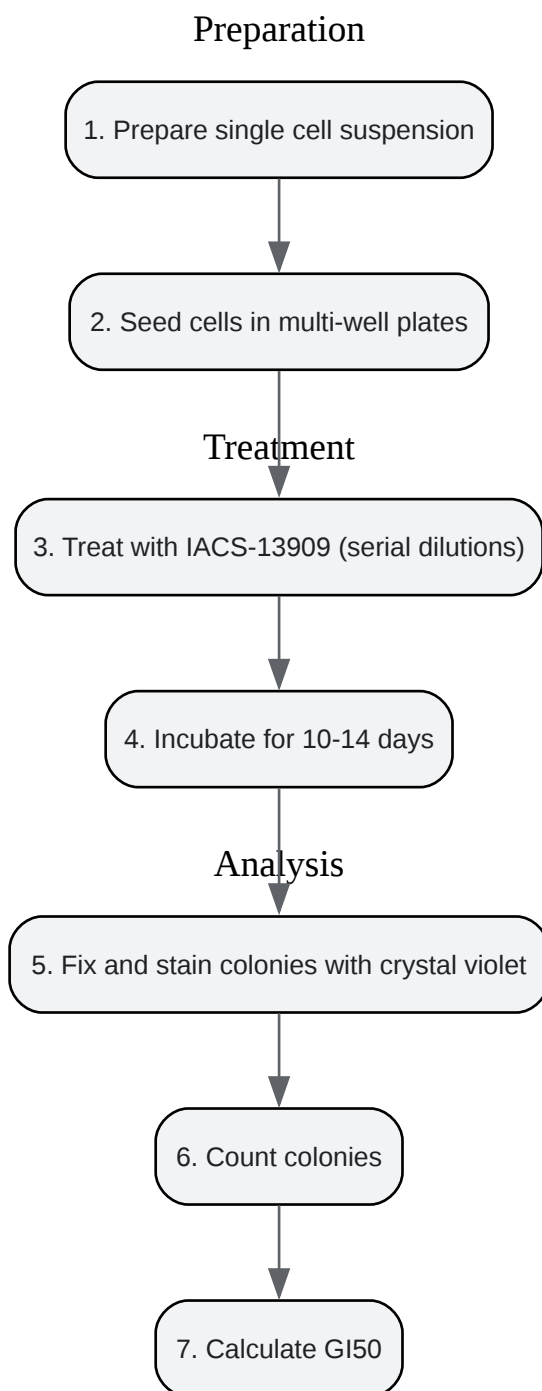 Preparation
1. Prepare single cell suspension
2. Seed cells in multi-well plates
Treatment
3. Treat with IACS-13909 (serial dilutions)
4. Incubate for 10-14 days
Analysis
5. Fix and stain colonies with crystal violet
6. Count colonies
7. Calculate GI50